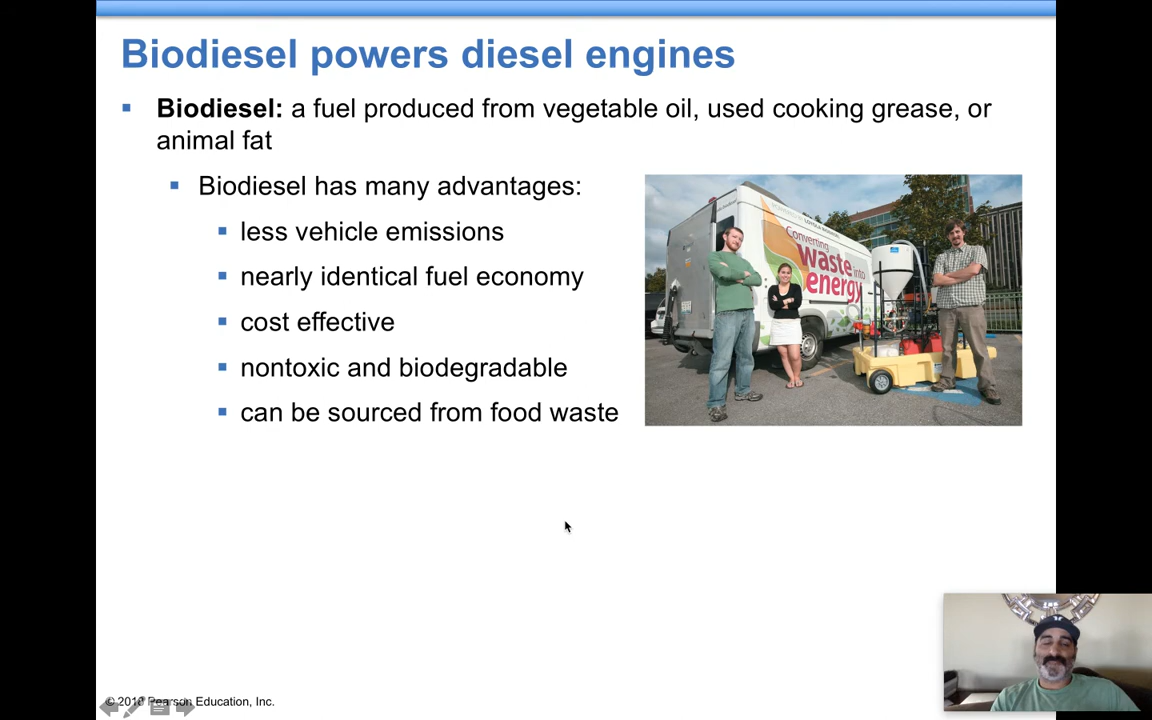 Biodiesel powers diesel engines
Biodiesel: a fuel produced from vegetable oil, used cooking grease, or
animal fat
Biodiesel has many advantages:
less vehicle emissions
nearly identical fuel economy
cost effective
nontoxic and biodegradable
can be sourced from food waste
Converting
waste into
energy
Pearson Education, Inc.